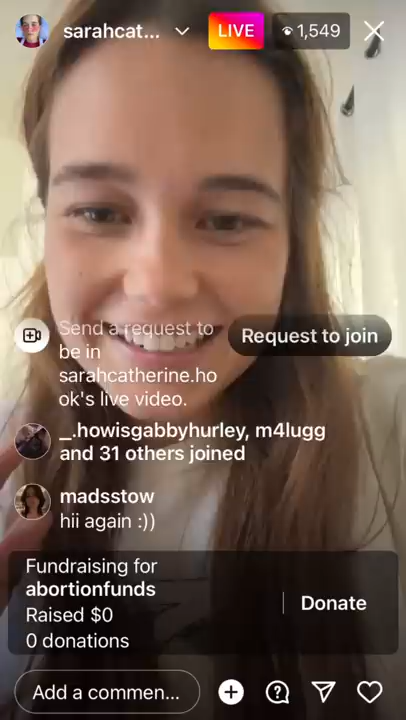 sarahcat...
LIVE
1,549
Send a request to
be in
sarahcatherine.ho
ok's live video.
Request to join
_.howisgabbyhurley, m4lugg
and 31 others joined
madsstow
hii again :))
Fundraising for
abortionfunds
Raised $0
0 donations
Donate
Add a commen...